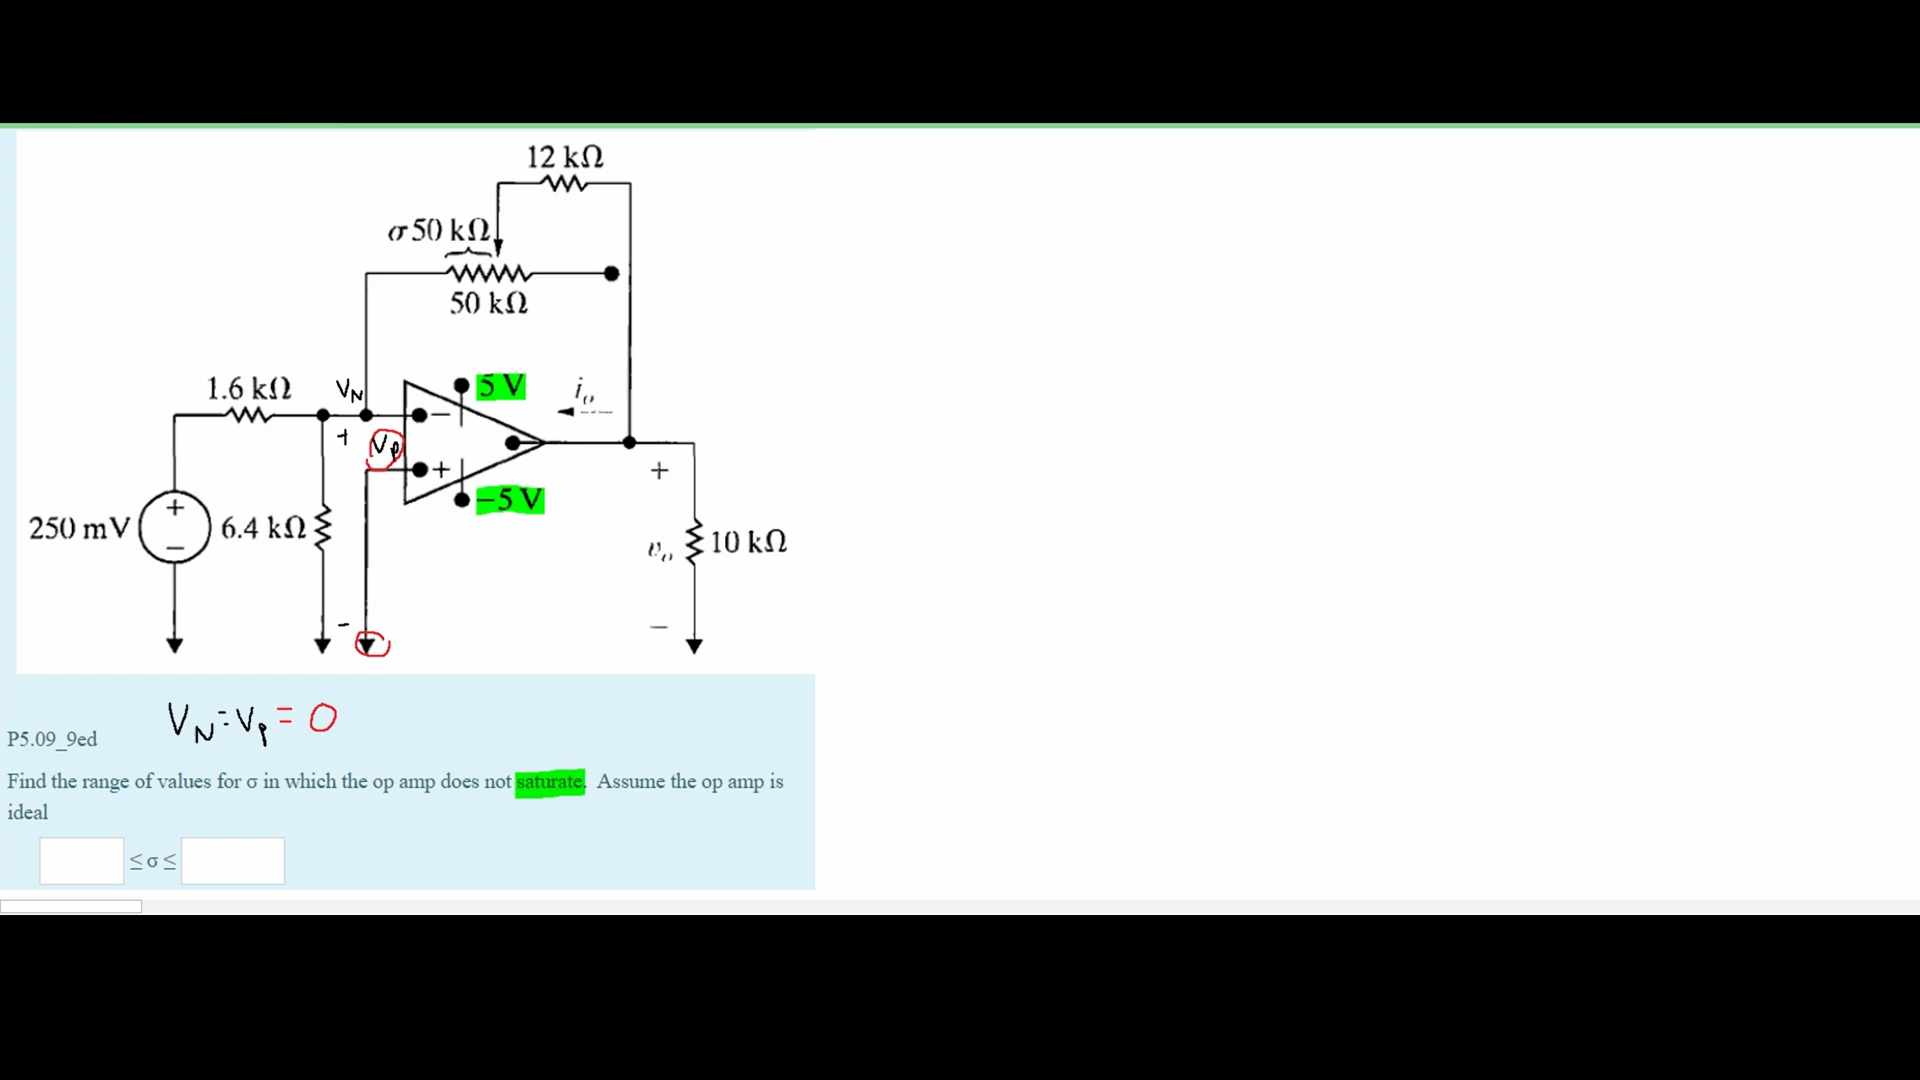 12 kΩ
σ50 kΩ
50 kΩ
1.6 kΩ
VN
5 V
io
+
Vp
−
+
+
−5 V
250 mV
+
−
6.4 kΩ
vo
10 kΩ
-
−
VN = Vp = 0
P5.09_9ed
Find the range of values for σ in which the op amp does not saturate. Assume the op amp is
ideal
≤ σ ≤